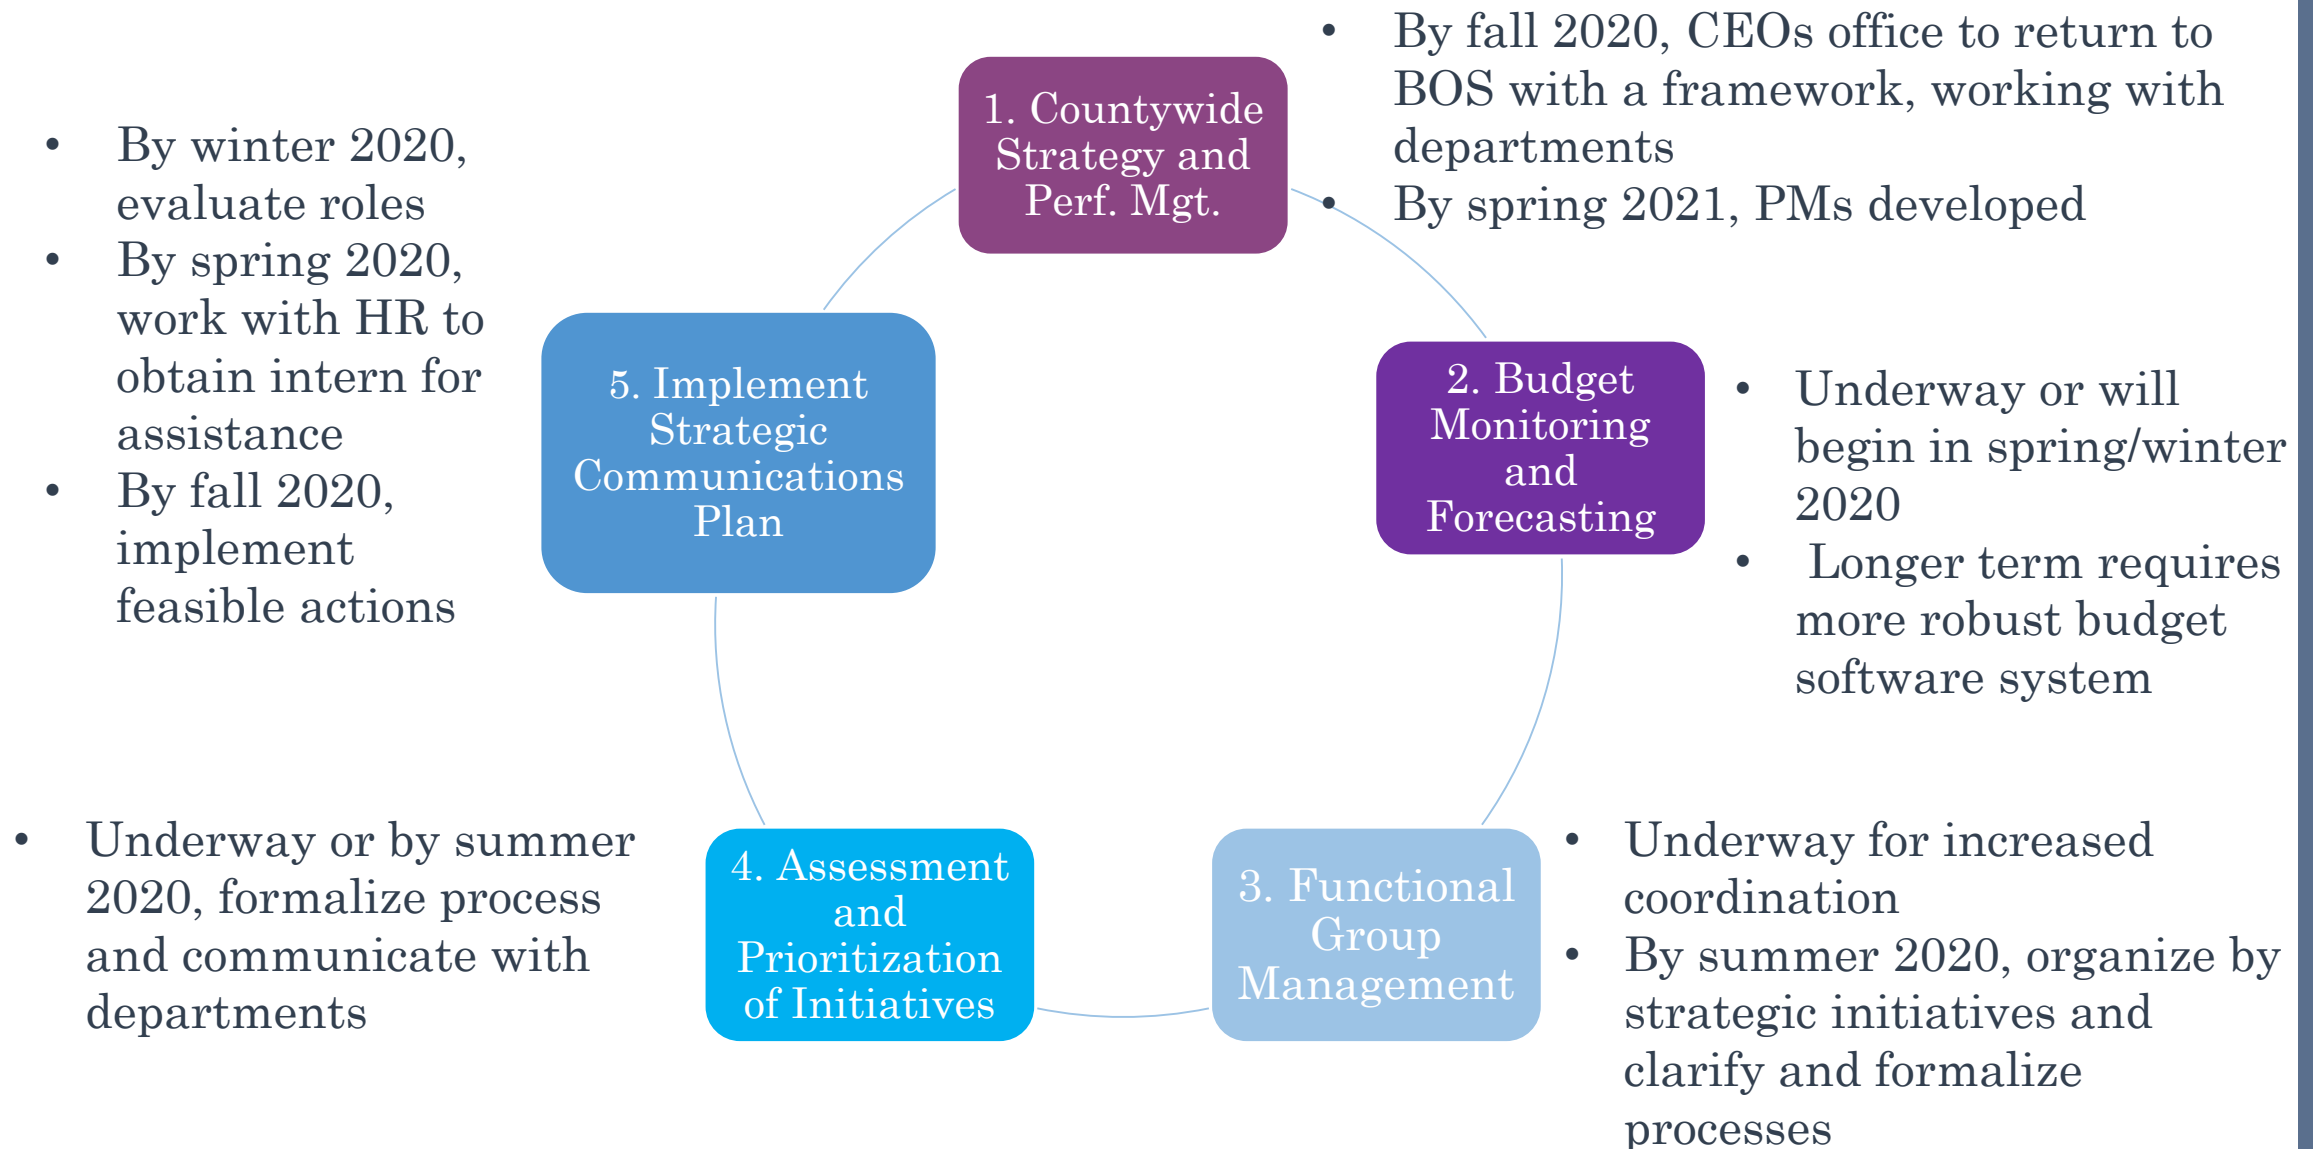 1. Countywide
Strategy and
Perf. Mgt.
• By fall 2020, CEOs office to return to
BOS with a framework, working with
departments
• By spring 2021, PMs developed
2. Budget
Monitoring
and
Forecasting
• Underway or will
begin in spring/winter
2020
• Longer term requires
more robust budget
software system
3. Functional
Group
Management
• Underway for increased
coordination
• By summer 2020, organize by
strategic initiatives and
clarify and formalize
processes
4. Assessment
and
Prioritization
of Initiatives
• Underway or by summer
2020, formalize process
and communicate with
departments
5. Implement
Strategic
Communications
Plan
• By winter 2020,
evaluate roles
• By spring 2020,
work with HR to
obtain intern for
assistance
• By fall 2020,
implement
feasible actions